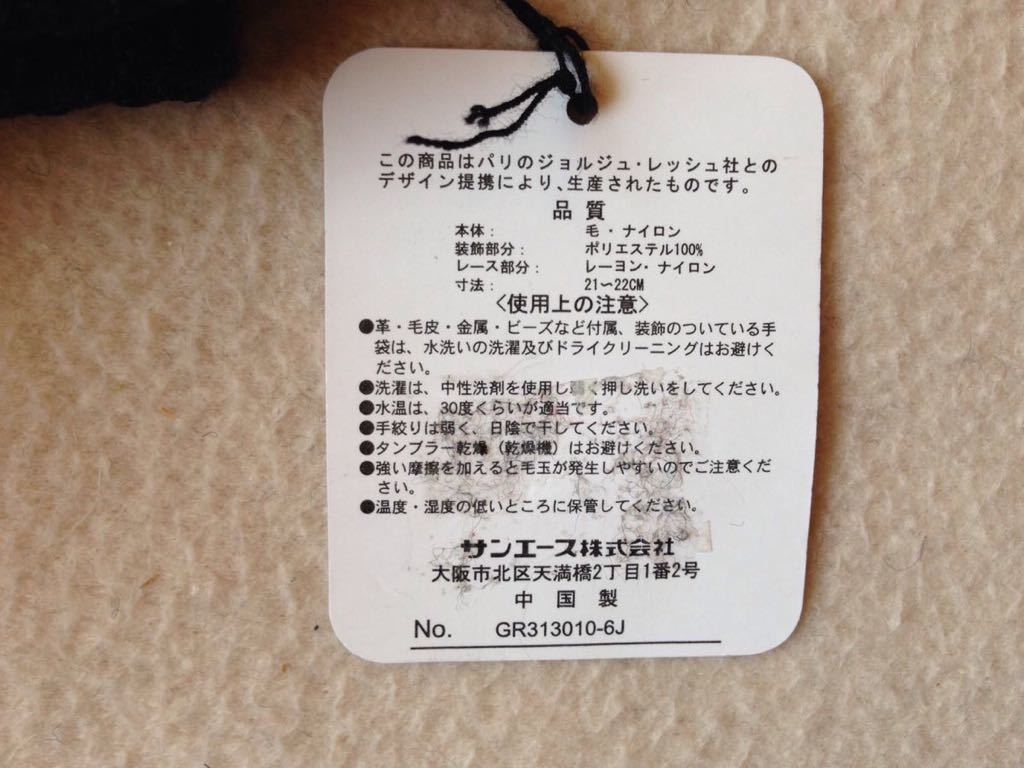 この商品はパリのジョルジュ・レッシュ社との
デザイン提携により、生産されたものです。
品質
本体： 毛・ナイロン
装飾部分： ポリエステル100%
レース部分： レーヨン・ナイロン
寸法： 21〜22CM
〈使用上の注意〉
●革・毛皮・金属・ビーズなど付属、装飾のついている手
袋は、水洗いの洗濯及びドライクリーニングはお避けく
ださい。
●洗濯は、中性洗剤を使用し弱く押し洗いをしてください。
●水温は、30度くらいが適当です。
●手絞りは弱く、日陰で干してください。
●タンブラー乾燥（乾燥機）はお避けください。
●強い摩擦を加えると毛玉が発生しやすいのでご注意くだ
さい。
●温度・湿度の低いところに保管してください。
サンエース株式会社
大阪市北区天満橋2丁目1番2号
中国製
No. GR313010-6J